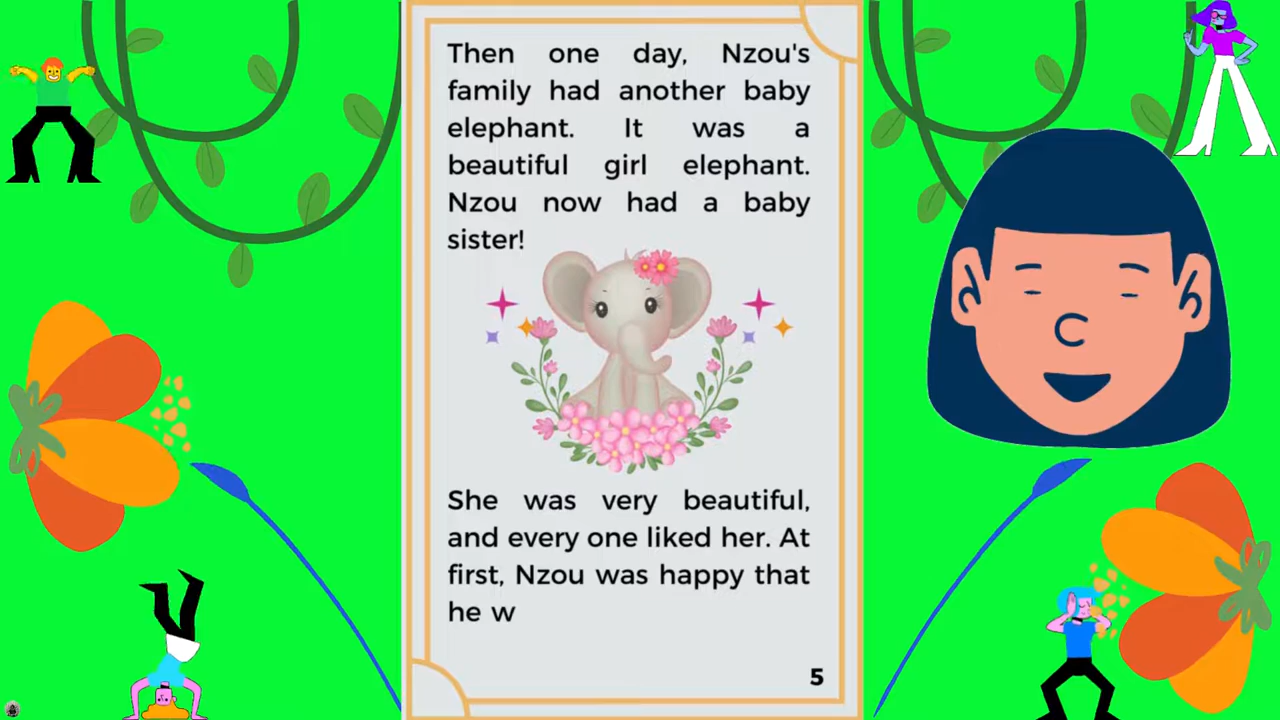 Then one day, Nzou's
family had another baby
elephant. It was a
beautiful girl elephant.
Nzou now had a baby
sister!
She was very beautiful,
and every one liked her. At
first, Nzou was happy that
he w
5